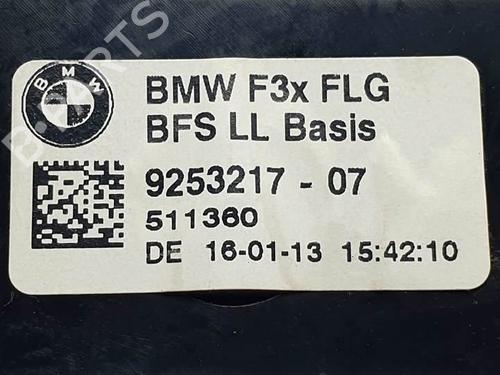 BMW
BMW F3x FLG
BFS LL Basis
9253217 - 07
511360
DE 16-01-13 15:42:10